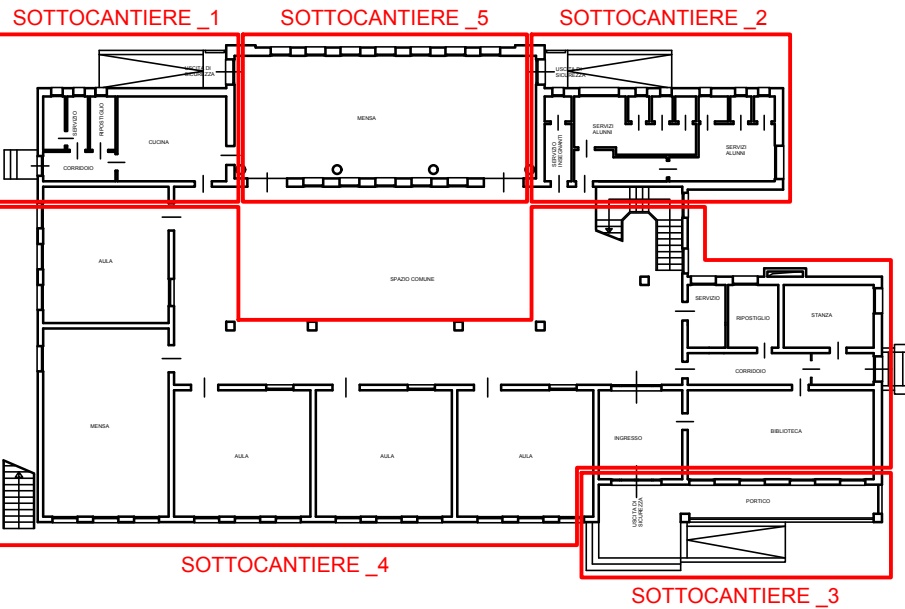 SOTTOCANTIERE _1
SOTTOCANTIERE _5
SOTTOCANTIERE _2
USCITA DI
SICUREZZA
USCITA DI
SICUREZZA
MENSA
SERVIZIO
RIPOSTIGLIO
CUCINA
CORRIDOIO
SERVIZIO
INSEGNANTI
SERVIZI
ALUNNI
SERVIZI
ALUNNI
AULA
SPAZIO COMUNE
SERVIZIO
RIPOSTIGLIO
STANZA
CORRIDOIO
MENSA
AULA
AULA
AULA
INGRESSO
BIBLIOTECA
USCITA DI
SICUREZZA
PORTICO
SOTTOCANTIERE _4
SOTTOCANTIERE _3